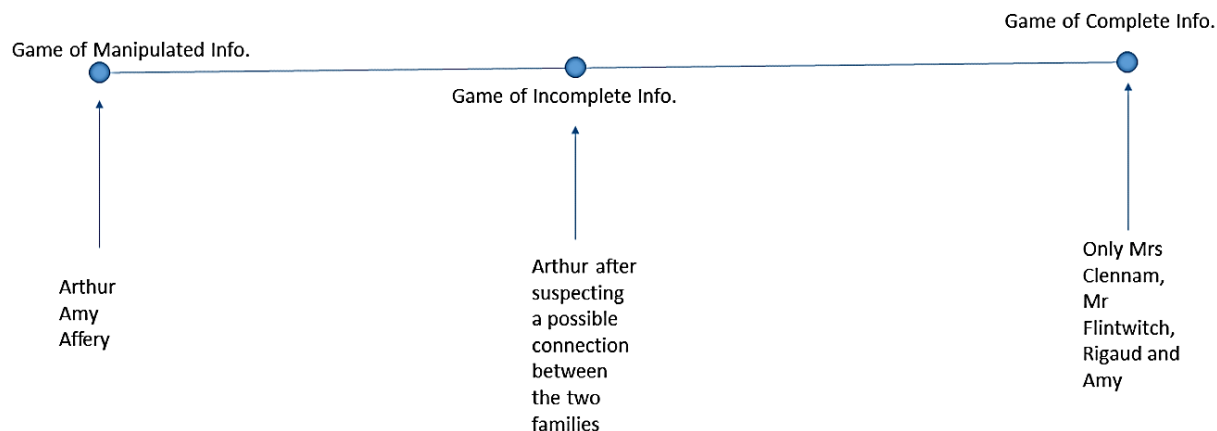 Game of Complete Info.
Game of Manipulated Info.
Game of Incomplete Info.
Arthur
Amy
Affery
Arthur after
suspecting
a possible
connection
between
the two
families
Only Mrs
Clennam,
Mr
Flintwitch,
Rigaud and
Amy